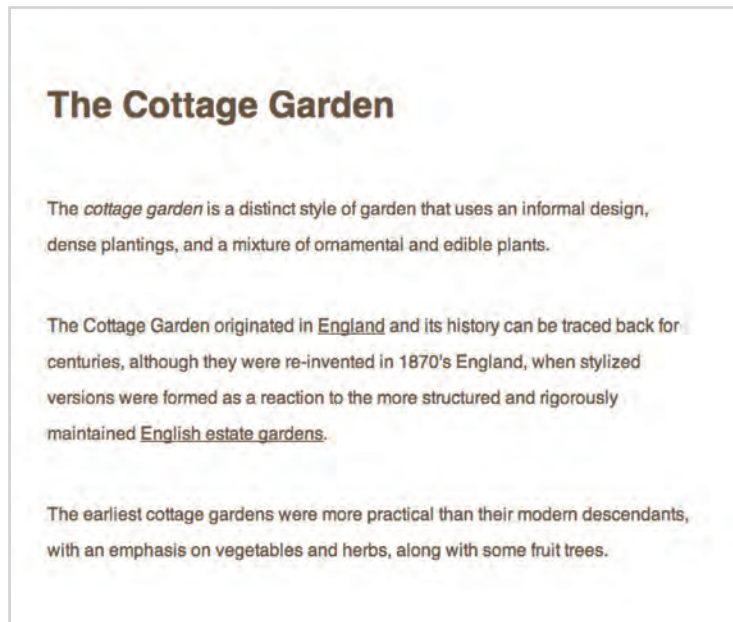 The Cottage Garden
The cottage garden is a distinct style of garden that uses an informal design,
dense plantings, and a mixture of ornamental and edible plants.
The Cottage Garden originated in England and its history can be traced back for
centuries, although they were re-invented in 1870's England, when stylized
versions were formed as a reaction to the more structured and rigorously
maintained English estate gardens.
The earliest cottage gardens were more practical than their modern descendants,
with an emphasis on vegetables and herbs, along with some fruit trees.